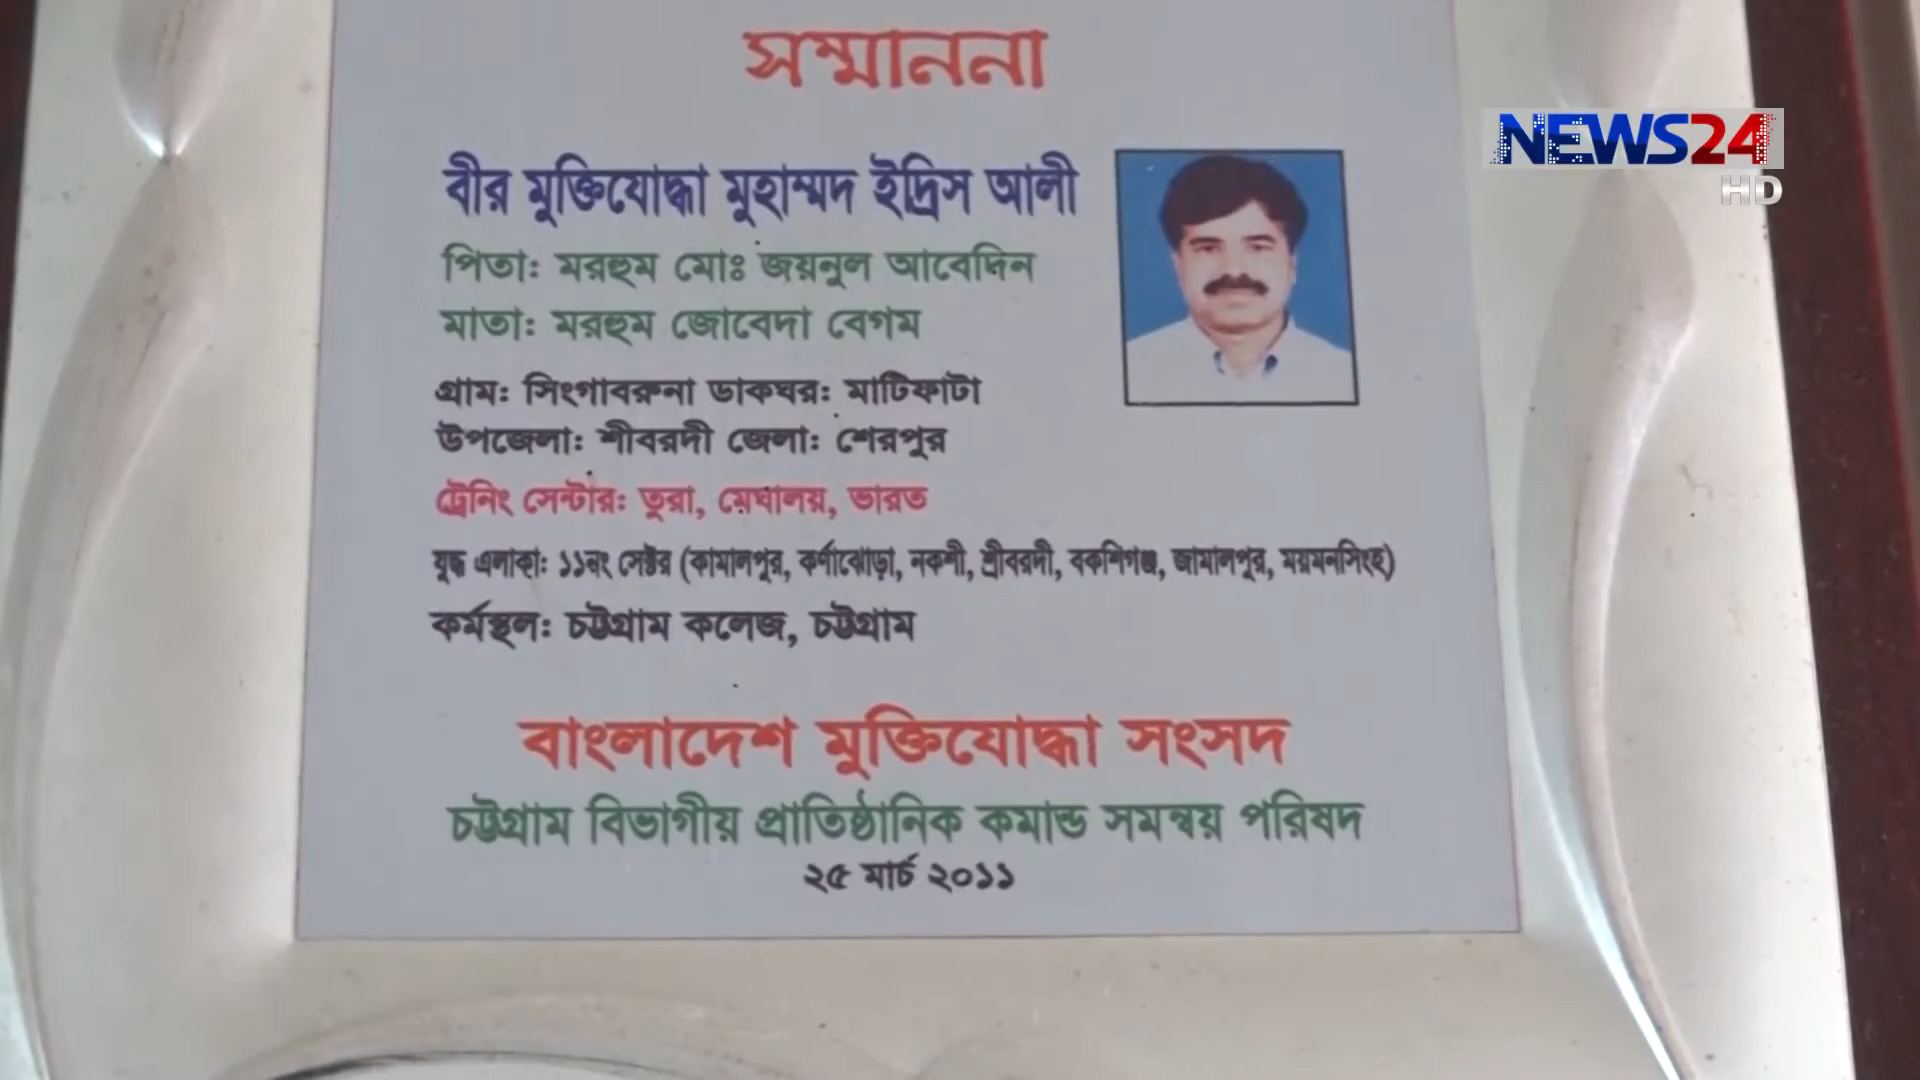 সম্মাননা
NEWS24
HD
বীর মুক্তিযোদ্ধা মুহাম্মদ ইদ্রিস আলী
পিতা: মরহুম মোঃ জয়নুল আবেদিন
মাতা: মরহুম জোবেদা বেগম
গ্রাম: সিংগাবরুনা ডাকঘর: মাটিফাটা
উপজেলা: শীবরদী জেলা: শেরপুর
ট্রেনিং সেন্টার: তুরা, মেঘালয়, ভারত
যুদ্ধ এলাকা: ১১নং সেক্টর (কামালপুর, কর্ণঝোড়া, নকশী, শ্রীবরদী, বকশিগঞ্জ, জামালপুর, ময়মনসিংহ)
কর্মস্থল: চট্টগ্রাম কলেজ, চট্টগ্রাম
বাংলাদেশ মুক্তিযোদ্ধা সংসদ
চট্টগ্রাম বিভাগীয় প্রাতিষ্ঠানিক কমান্ড সমন্বয় পরিষদ
২৫ মার্চ ২০১১